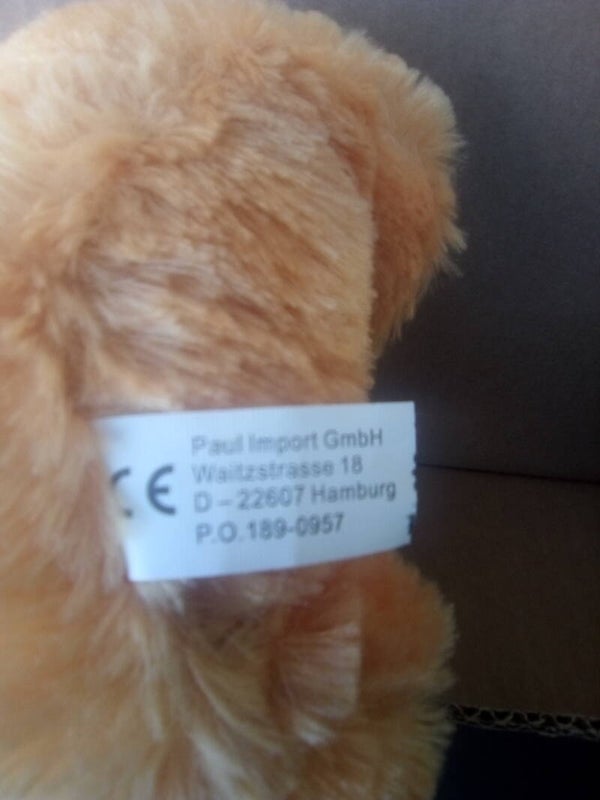 CE
Paul Import GmbH
Waitzstrasse 18
D – 22607 Hamburg
P.O.189-0957